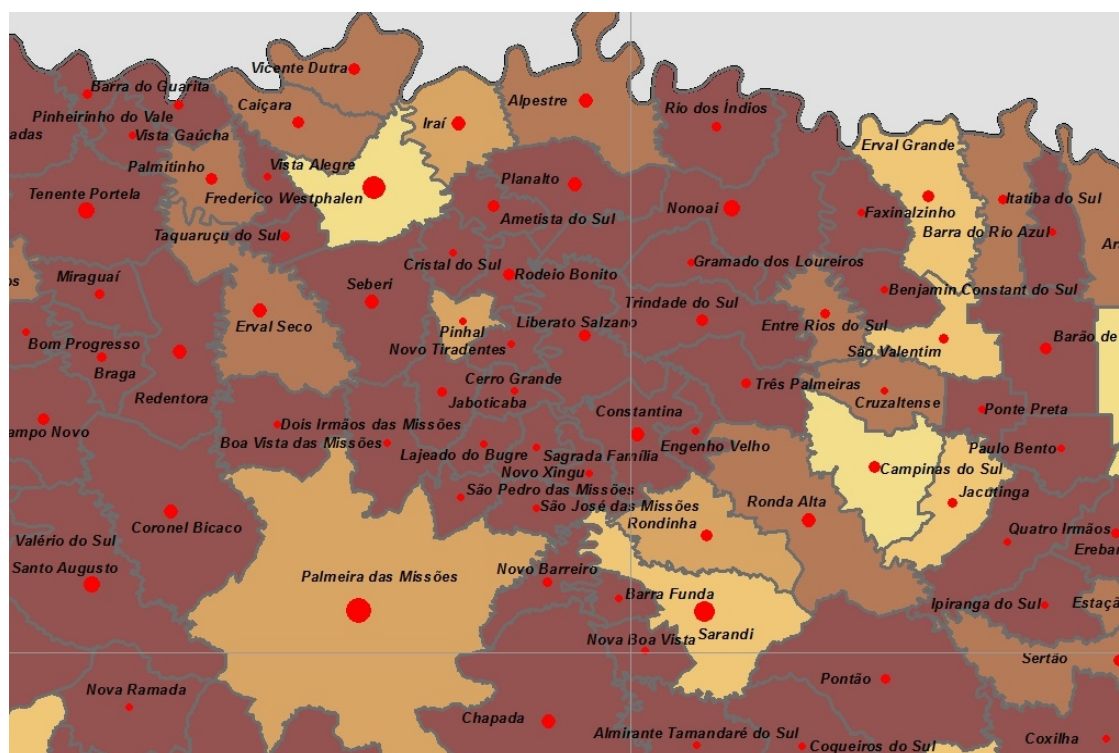 Vicente Dutra
Barra do Guarita
Caiçara
Alpestre
Rio dos Índios
Pinheirinho do Vale
Iraí
adas
Vista Gaúcha
Erval Grande
Palmitinho
Vista Alegre
Planalto
Tenente Portela
Frederico Westphalen
Itatiba do Sul
Nonoai
Faxinalzinho
Ametista do Sul
Taquaruçu do Sul
Barra do Rio Azul
Cristal do Sul
Gramado dos Loureiros
Miraguaí
Rodeio Bonito
Seberi
Benjamin Constant do Sul
os
Trindade do Sul
Erval Seco
Pinhal
Liberato Salzano
Entre Rios do Sul
Bom Progresso
Novo Tiradentes
São Valentim
Barão de
Braga
Cerro Grande
Três Palmeiras
Redentora
Jaboticaba
Cruzaltense
Constantina
Ponte Preta
Dois Irmãos das Missões
ampo Novo
Boa Vista das Missões
Engenho Velho
Lajeado do Bugre
Sagrada Família
Paulo Bento
Novo Xingu
Campinas do Sul
São Pedro das Missões
Jacutinga
São José das Missões
Ronda Alta
Coronel Bicaco
Rondinha
Quatro Irmãos
Valério do Sul
Ereban
Santo Augusto
Palmeira das Missões
Novo Barreiro
Barra Funda
Ipiranga do Sul
Estação
Nova Boa Vista
Sarandi
Sertão
Nova Ramada
Pontão
Chapada
Almirante Tamandaré do Sul
Coqueiros do Sul
Coxilha